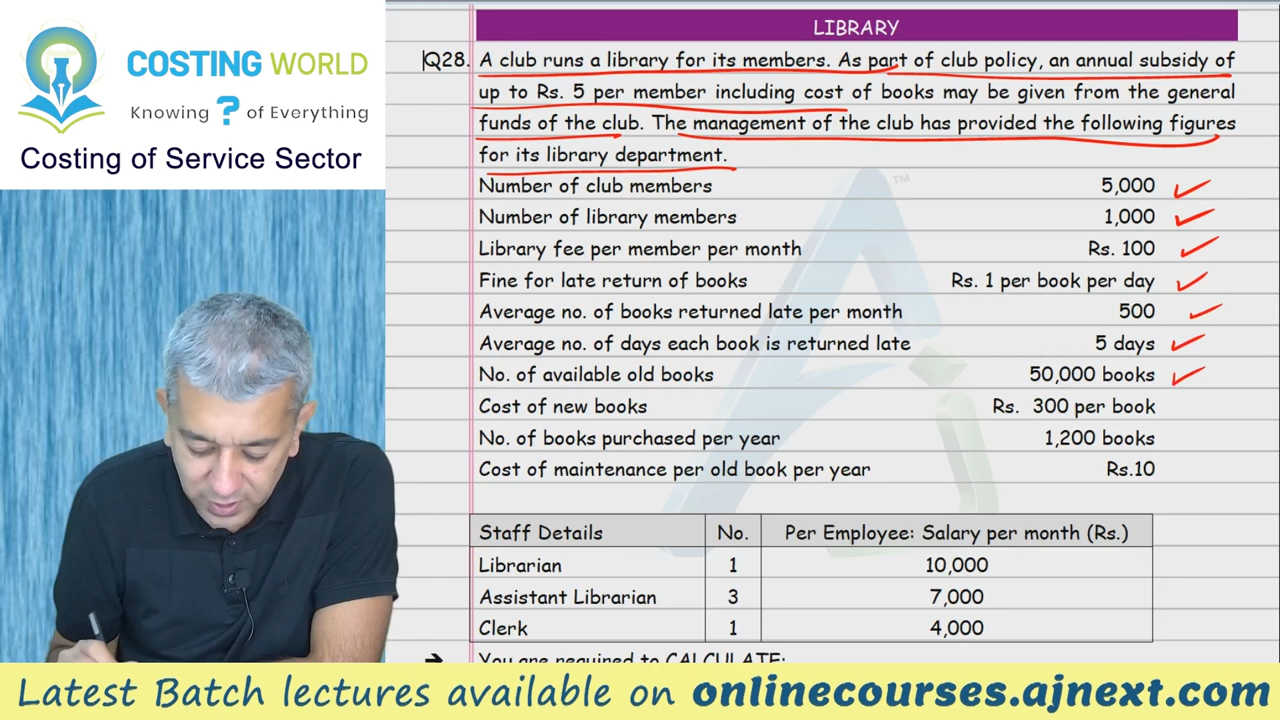 COSTING WORLD
Knowing ? of Everything
Costing of Service Sector
LIBRARY
Q28. A club runs a library for its members. As part of club policy, an annual subsidy of
up to Rs. 5 per member including cost of books may be given from the general
funds of the club. The management of the club has provided the following figures
for its library department.
Number of club members 5,000
Number of library members 1,000
Library fee per member per month Rs. 100
Fine for late return of books Rs. 1 per book per day
Average no. of books returned late per month 500
Average no. of days each book is returned late 5 days
No. of available old books 50,000 books
Cost of new books Rs. 300 per book
No. of books purchased per year 1,200 books
Cost of maintenance per old book per year Rs.10
Staff Details No. Per Employee: Salary per month (Rs.)
Librarian 1 10,000
Assistant Librarian 3 7,000
Clerk 1 4,000
You are required to CALCULATE:
Latest Batch lectures available on onlinecourses.ajnext.com
TM